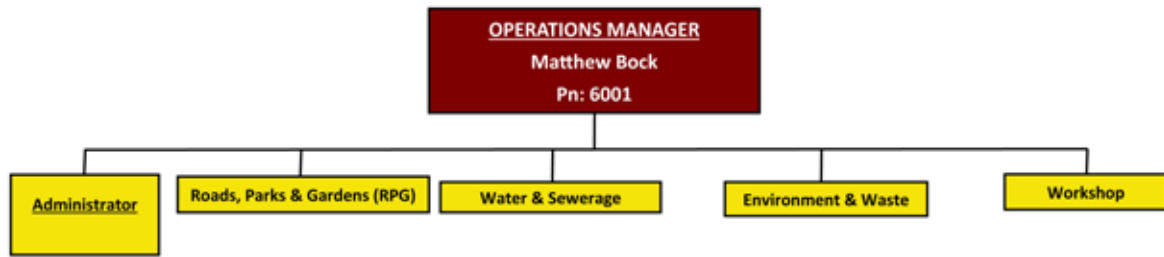 OPERATIONS MANAGER
Matthew Bock
Pn: 6001
Administrator
Roads, Parks & Gardens (RPG)
Water & Sewerage
Environment & Waste
Workshop